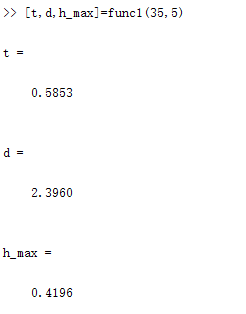 >> [t,d,h_max]=func1(35,5)
t =
0.5853
d =
2.3960
h_max =
0.4196